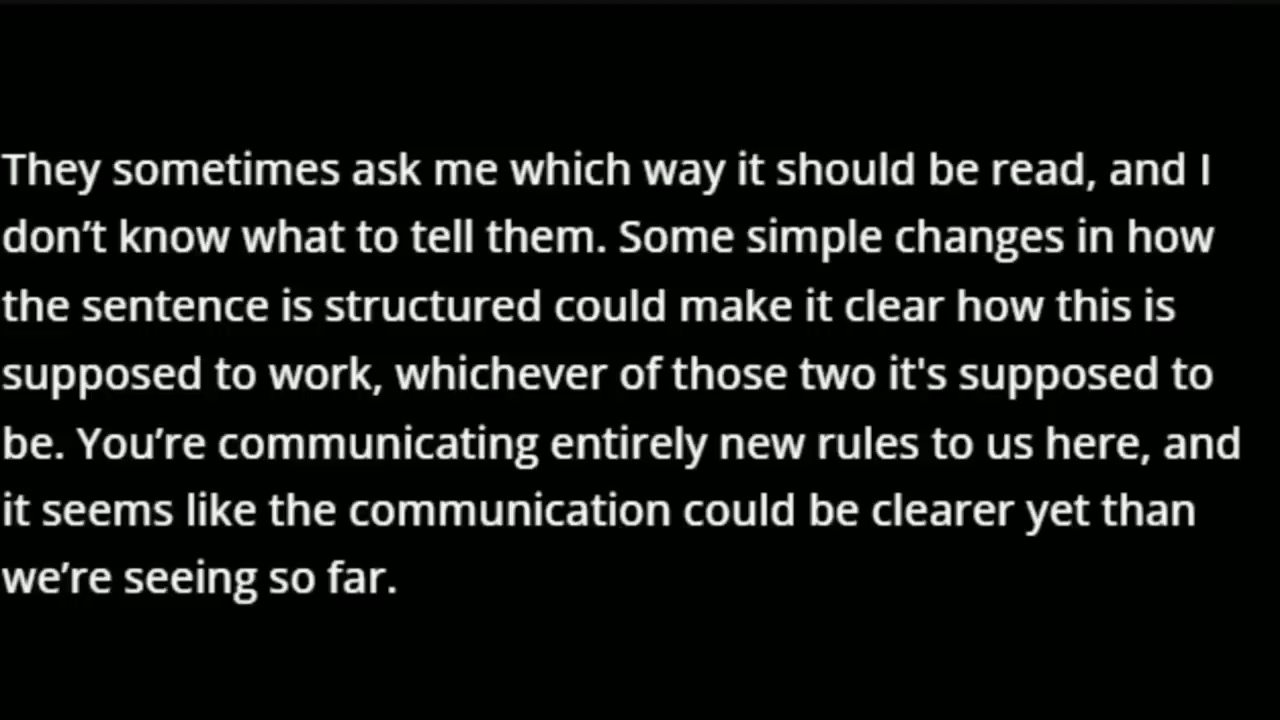 They sometimes ask me which way it should be read, and I
don’t know what to tell them. Some simple changes in how
the sentence is structured could make it clear how this is
supposed to work, whichever of those two it's supposed to
be. You’re communicating entirely new rules to us here, and
it seems like the communication could be clearer yet than
we’re seeing so far.